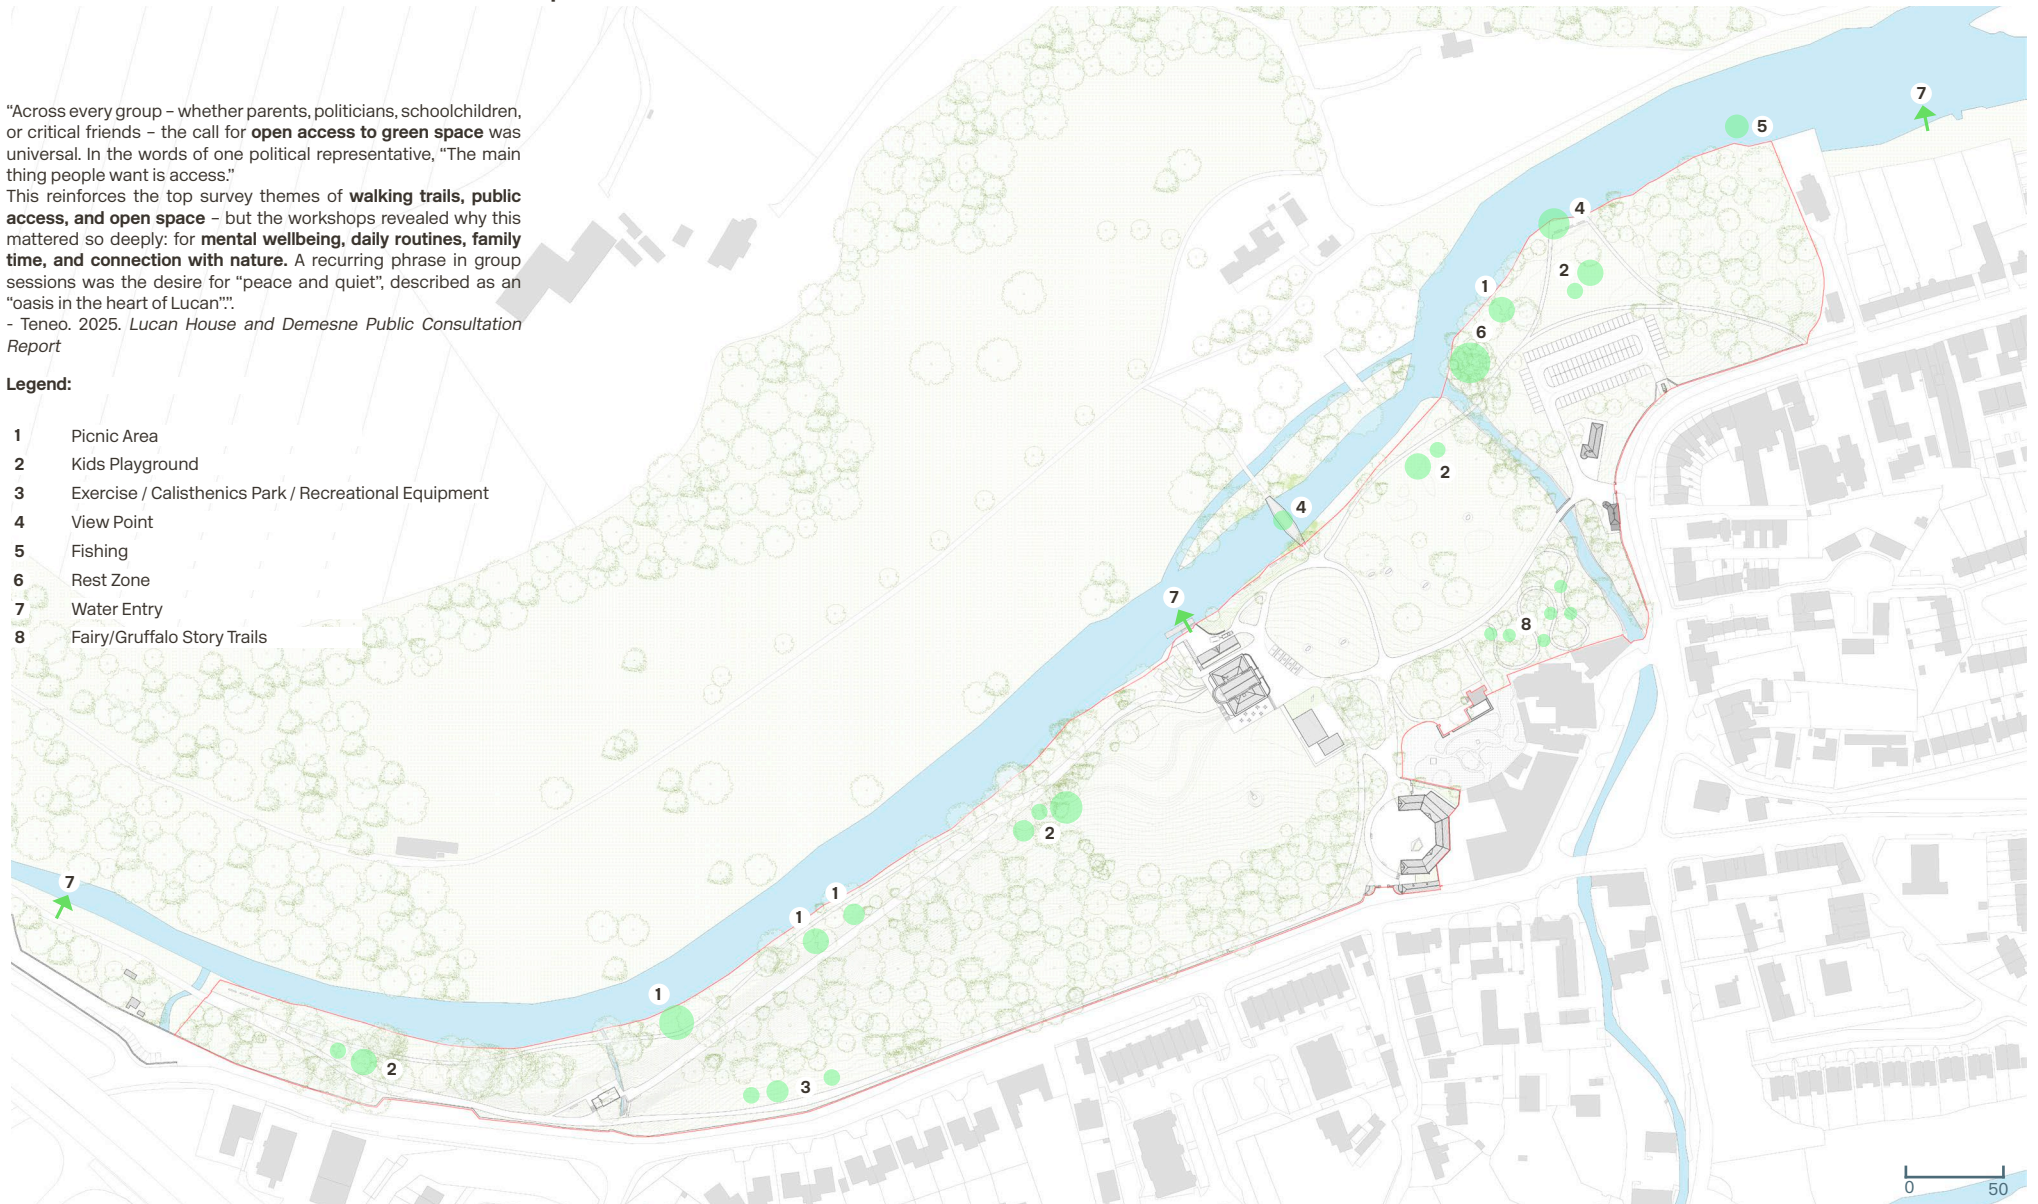 “Across every group – whether parents, politicians, schoolchildren,
or critical friends – the call for open access to green space was
universal. In the words of one political representative, “The main
thing people want is access.”
This reinforces the top survey themes of walking trails, public
access, and open space – but the workshops revealed why this
mattered so deeply: for mental wellbeing, daily routines, family
time, and connection with nature. A recurring phrase in group
sessions was the desire for “peace and quiet”, described as an
“oasis in the heart of Lucan””.
- Teneo. 2025. Lucan House and Demesne Public Consultation
Report
Legend:
1 Picnic Area
2 Kids Playground
3 Exercise / Calisthenics Park / Recreational Equipment
4 View Point
5 Fishing
6 Rest Zone
7 Water Entry
8 Fairy/Gruffalo Story Trails
7
5
4
2
1
6
2
4
7
8
2
7
1
1
1
2
3
0 50